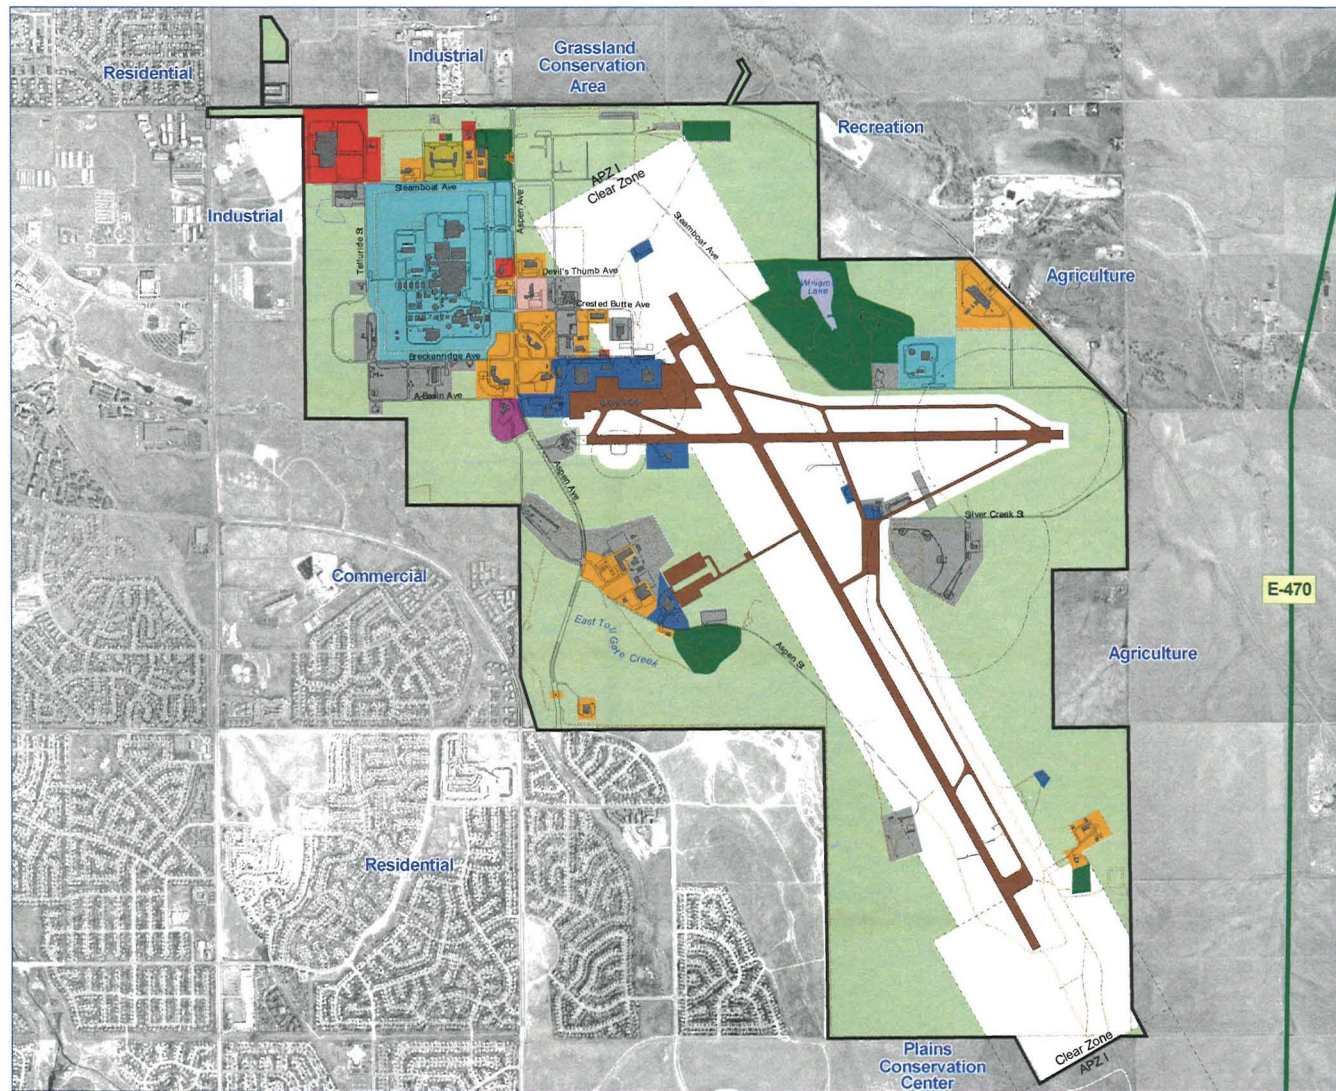 Industrial
Grassland
Conservation
Area
Residential
Recreation
APZ I
Clear Zone
Steamboat Ave
Aspen Ave
Steamboat Ave
Industrial
Telluride St
Devil's Thumb Ave
Agriculture
Williams
Lake
Crested Butte Ave
Breckenridge Ave
A-Basin Ave
Aspen Ave
Silver Creek St
Commercial
E-470
East Toll
Gate Creek
Aspen St
Agriculture
Residential
Plains
Conservation
Center
Clear Zone
APZ I